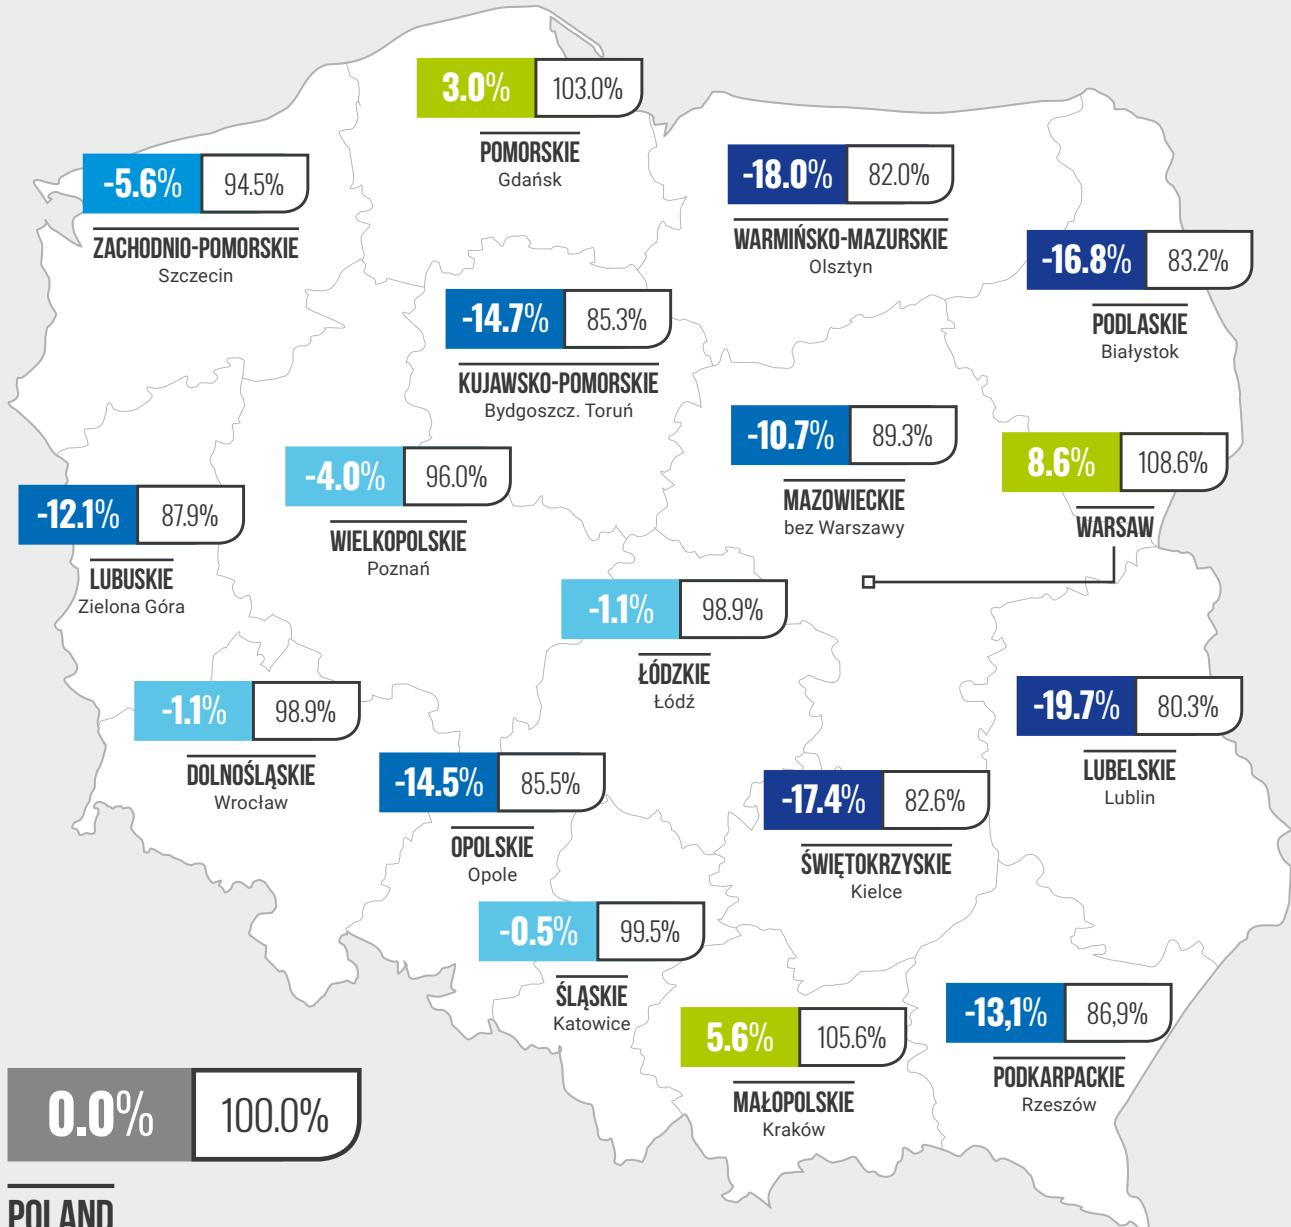 3.0% 103.0%
POMORSKIE
Gdańsk
-5.6% 94.5%
ZACHODNIO-POMORSKIE
Szczecin
-18.0% 82.0%
WARMIŃSKO-MAZURSKIE
Olsztyn
-16.8% 83.2%
PODLASKIE
Białystok
-14.7% 85.3%
KUJAWSKO-POMORSKIE
Bydgoszcz. Toruń
-10.7% 89.3%
MAZOWIECKIE
bez Warszawy
8.6% 108.6%
WARSAW
-4.0% 96.0%
WIELKOPOLSKIE
Poznań
-12.1% 87.9%
LUBUSKIE
Zielona Góra
-1.1% 98.9%
ŁÓDZKIE
Łódź
-1.1% 98.9%
DOLNOŚLĄSKIE
Wrocław
-19.7% 80.3%
LUBELSKIE
Lublin
-14.5% 85.5%
OPOLSKIE
Opole
-17.4% 82.6%
ŚWIĘTOKRZYSKIE
Kielce
-0.5% 99.5%
ŚLĄSKIE
Katowice
-13,1% 86,9%
PODKARPACKIE
Rzeszów
5.6% 105.6%
MAŁOPOLSKIE
Kraków
0.0% 100.0%
POLAND